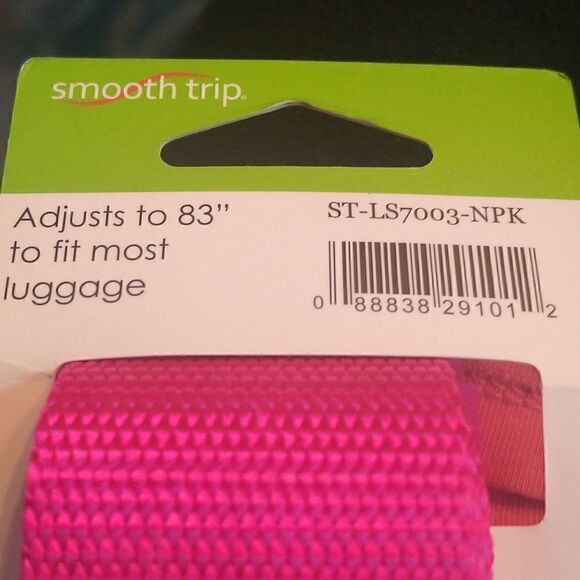 smooth trip®
Adjusts to 83”
to fit most
luggage
ST-LS7003-NPK
0 88838 29101 2